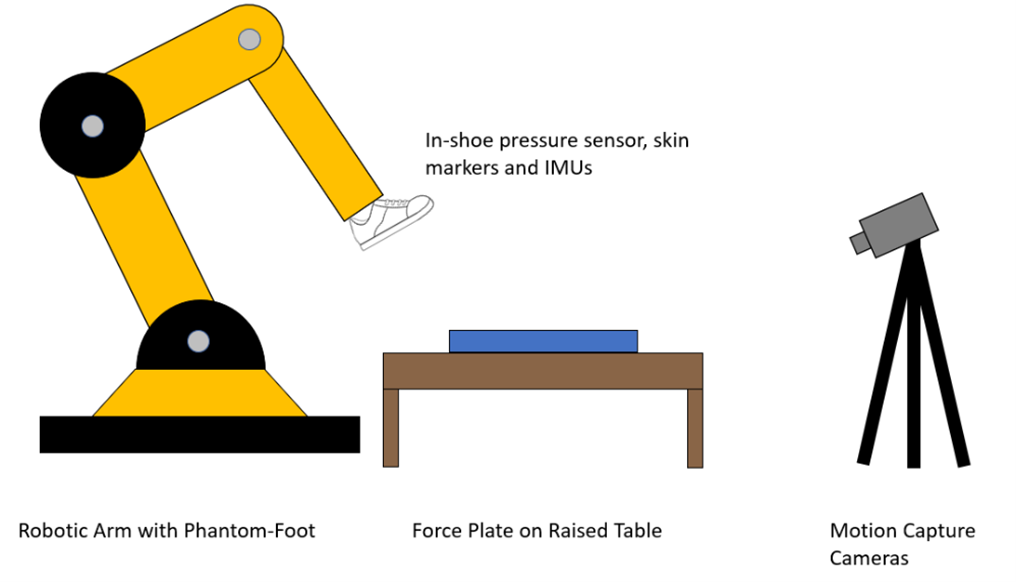 In-shoe pressure sensor, skin
markers and IMUs
Robotic Arm with Phantom-Foot
Force Plate on Raised Table
Motion Capture
Cameras